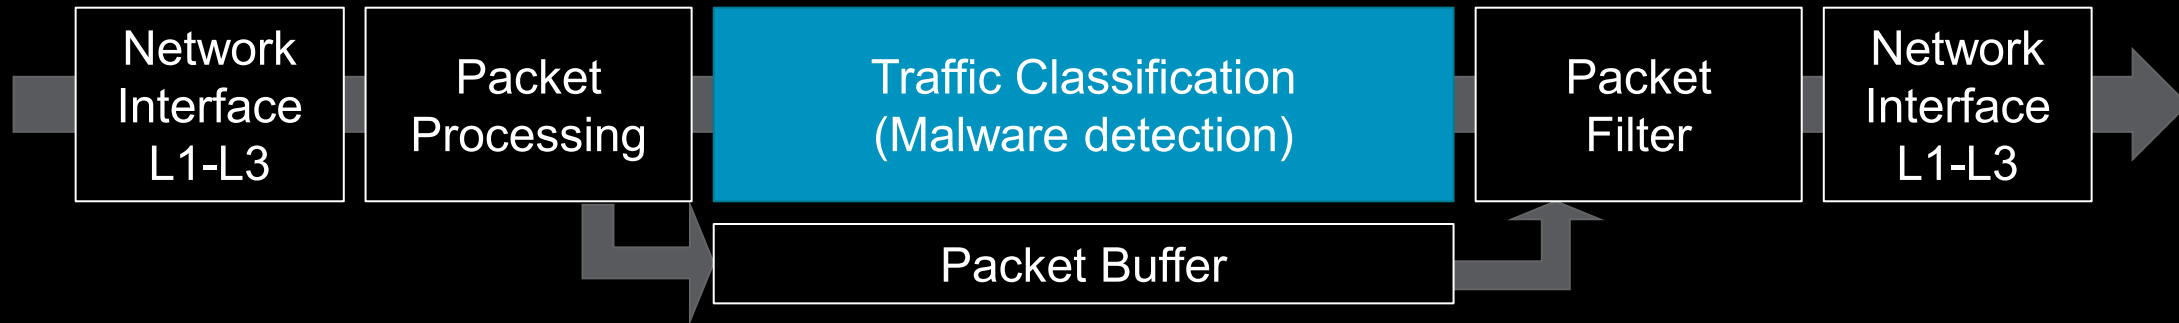 Network
Interface
L1-L3
Packet
Processing
Traffic Classification
(Malware detection)
Packet
Filter
Network
Interface
L1-L3
Packet Buffer